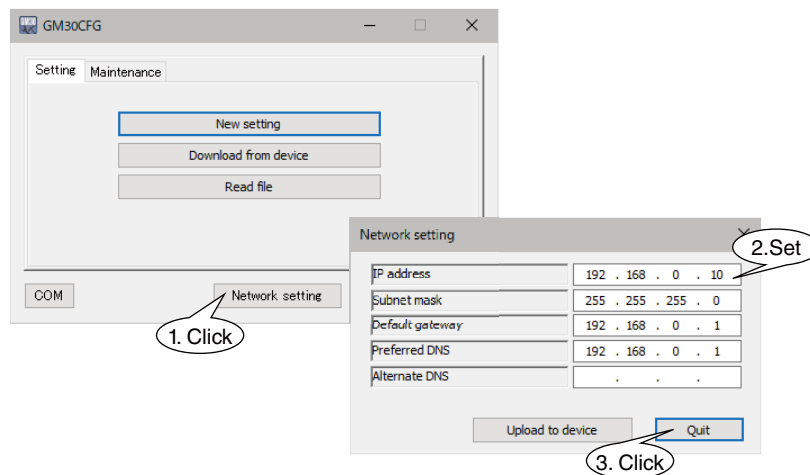 GM30CFG
Setting Maintenance
New setting
Download from device
Read file
COM
Network setting
1. Click
Network setting
2.Set
IP address 192 . 168 . 0 . 10
Subnet mask 255 . 255 . 255 . 0
Default gateway 192 . 168 . 0 . 1
Preferred DNS 192 . 168 . 0 . 1
Alternate DNS . . .
Upload to device
Quit
3. Click